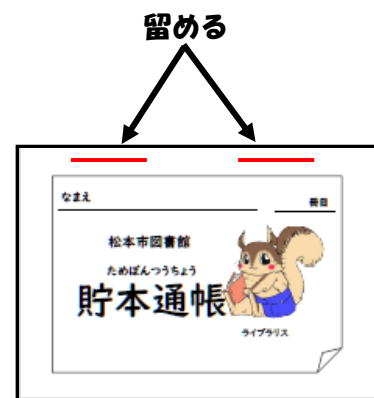 留める
なまえ
冊目
松本市図書館
ためぽんつうちょう
貯本通帳
ライブラリス